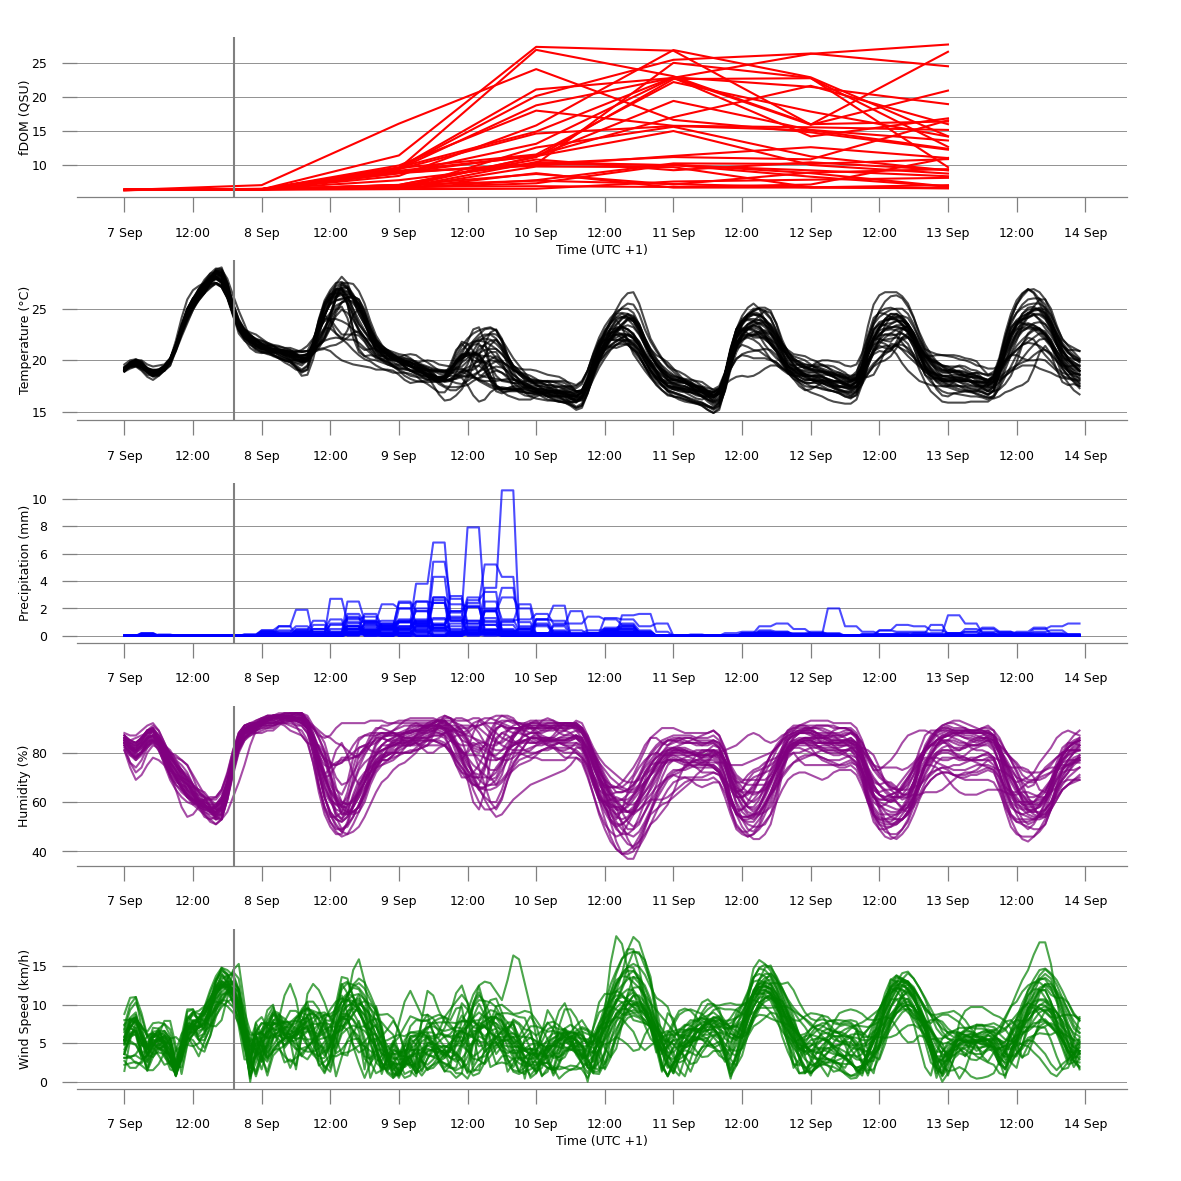 fDOM (QSU)
25
20
15
10
7 Sep 12:00 8 Sep 12:00 9 Sep 12:00 10 Sep 12:00 11 Sep 12:00 12 Sep 12:00 13 Sep 12:00 14 Sep
Time (UTC +1)
Temperature (°C)
25
20
15
7 Sep 12:00 8 Sep 12:00 9 Sep 12:00 10 Sep 12:00 11 Sep 12:00 12 Sep 12:00 13 Sep 12:00 14 Sep
Precipitation (mm)
10
8
6
4
2
0
7 Sep 12:00 8 Sep 12:00 9 Sep 12:00 10 Sep 12:00 11 Sep 12:00 12 Sep 12:00 13 Sep 12:00 14 Sep
Humidity (%)
80
60
40
7 Sep 12:00 8 Sep 12:00 9 Sep 12:00 10 Sep 12:00 11 Sep 12:00 12 Sep 12:00 13 Sep 12:00 14 Sep
Wind Speed (km/h)
15
10
5
0
7 Sep 12:00 8 Sep 12:00 9 Sep 12:00 10 Sep 12:00 11 Sep 12:00 12 Sep 12:00 13 Sep 12:00 14 Sep
Time (UTC +1)